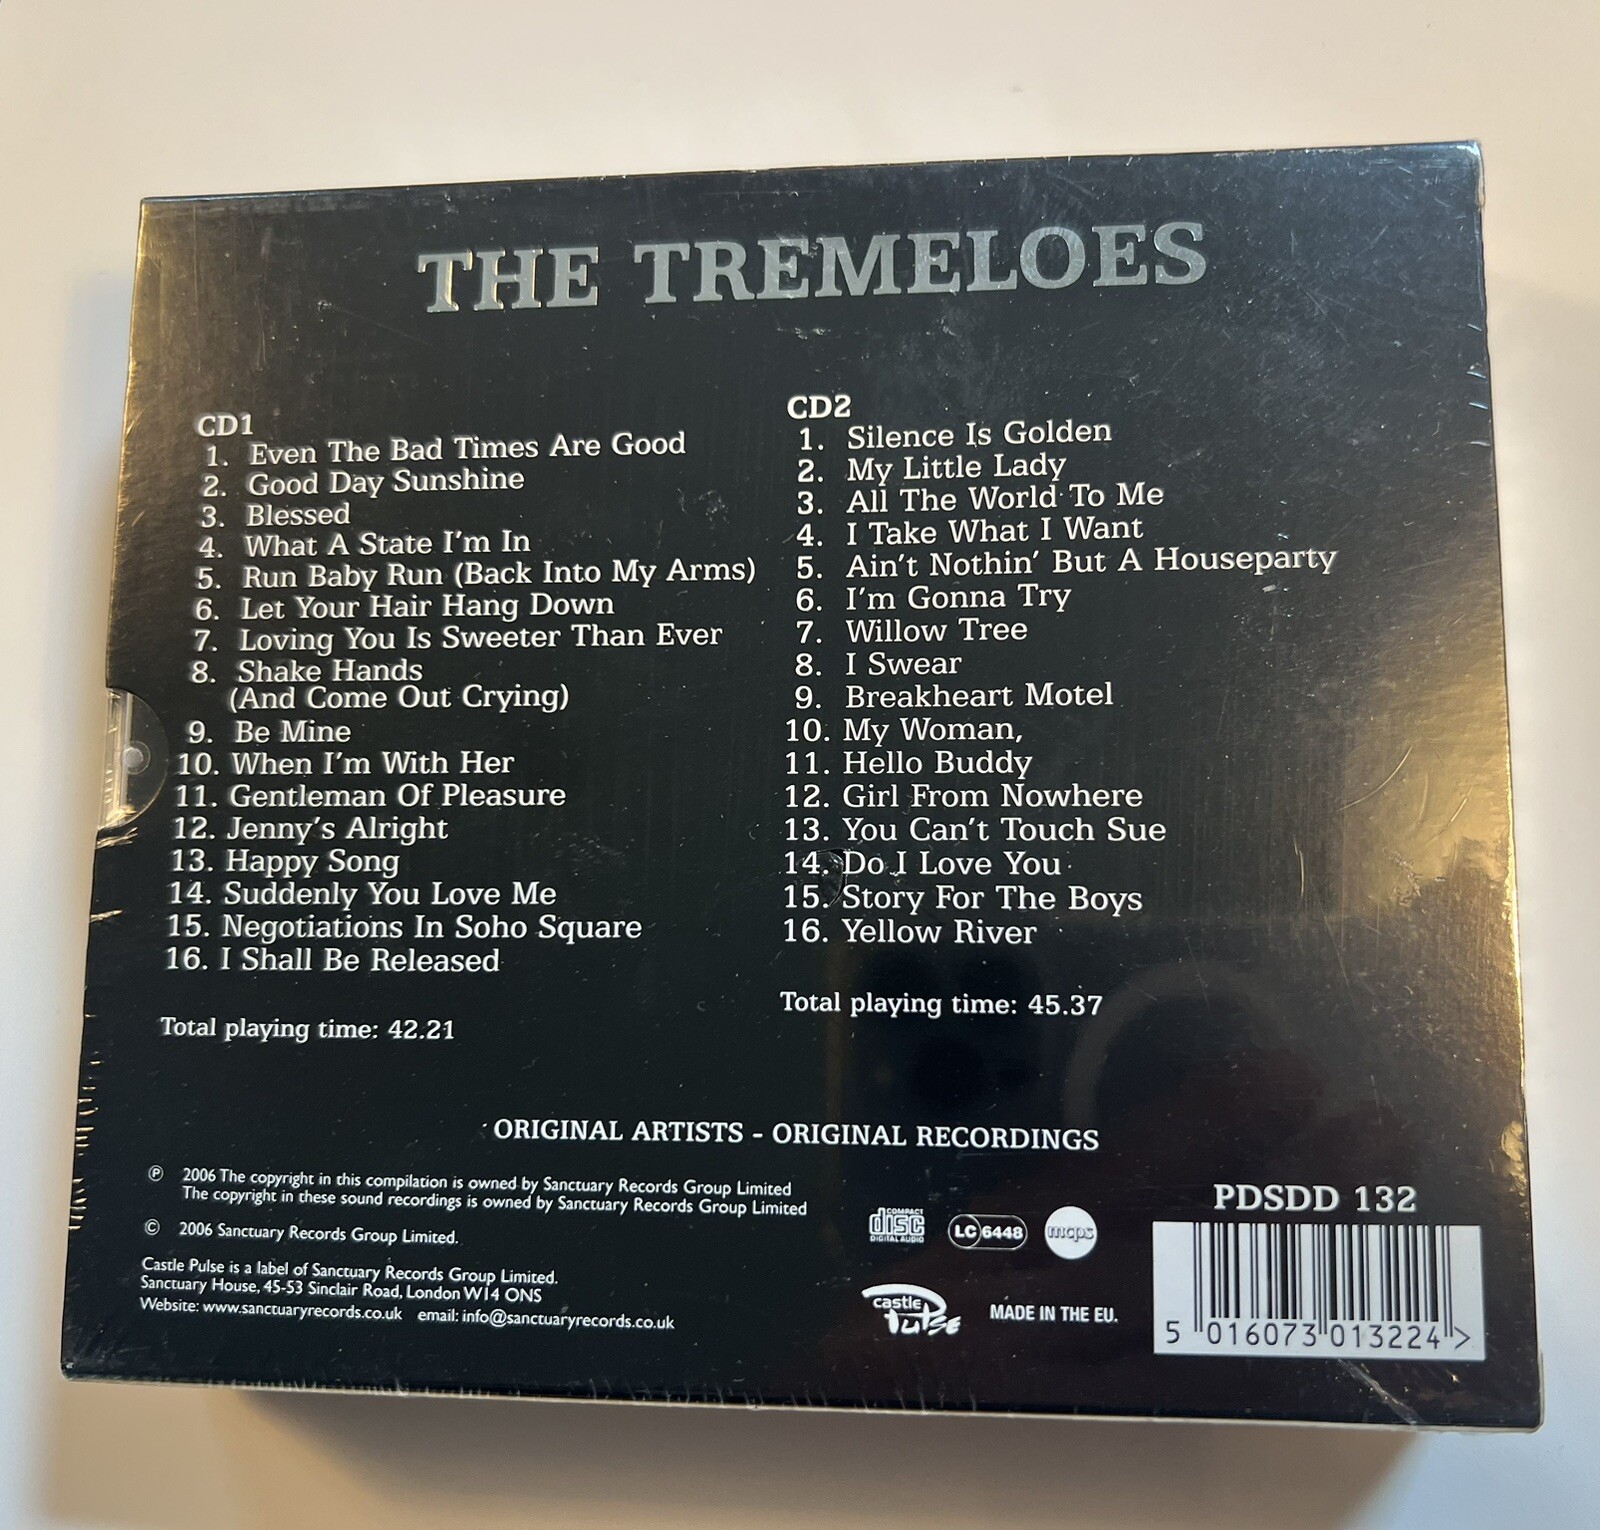 THE TREMELOES
CD1
1. Even The Bad Times Are Good
2. Good Day Sunshine
3. Blessed
4. What A State I'm In
5. Run Baby Run (Back Into My Arms)
6. Let Your Hair Hang Down
7. Loving You Is Sweeter Than Ever
8. Shake Hands
(And Come Out Crying)
9. Be Mine
10. When I'm With Her
11. Gentleman Of Pleasure
12. Jenny's Alright
13. Happy Song
14. Suddenly You Love Me
15. Negotiations In Soho Square
16. I Shall Be Released
Total playing time: 42.21
CD2
1. Silence Is Golden
2. My Little Lady
3. All The World To Me
4. I Take What I Want
5. Ain't Nothin' But A Houseparty
6. I'm Gonna Try
7. Willow Tree
8. I Swear
9. Breakheart Motel
10. My Woman,
11. Hello Buddy
12. Girl From Nowhere
13. You Can't Touch Sue
14. Do I Love You
15. Story For The Boys
16. Yellow River
Total playing time: 45.37
ORIGINAL ARTISTS - ORIGINAL RECORDINGS
℗ 2006 The copyright in this compilation is owned by Sanctuary Records Group Limited
The copyright in these sound recordings is owned by Sanctuary Records Group Limited
© 2006 Sanctuary Records Group Limited.
Castle Pulse is a label of Sanctuary Records Group Limited.
Sanctuary House, 45-53 Sinclair Road, London W14 ONS
Website: www.sanctuaryrecords.co.uk email: info@sanctuaryrecords.co.uk
COMPACT
disc
DIGITAL AUDIO
LC 6448
mcps
castle
pulse
MADE IN THE EU.
PDSDD 132
5 016073 013224 >